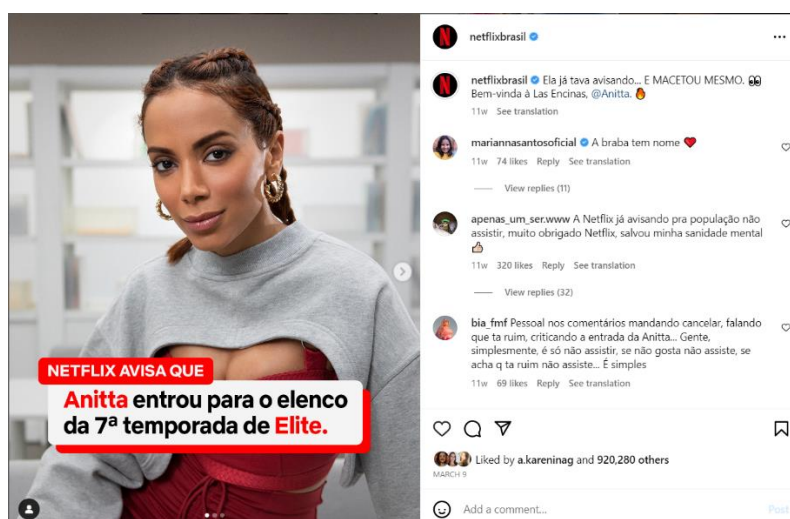 netflixbrasil
netflixbrasil Ela já tava avisando... E MACETOU MESMO. 👀
Bem-vinda à Las Encinas, @Anitta. 🔥
11w See translation
mariannasantosoficial A braba tem nome ❤️
11w 74 likes Reply See translation
View replies (11)
apenas_um_ser.www A Netflix já avisando pra população não
assistir, muito obrigado Netflix, salvou minha sanidade mental
👍🏻
11w 320 likes Reply See translation
View replies (32)
bia_fmf Pessoal nos comentários mandando cancelar, falando
que ta ruim, criticando a entrada da Anitta... Gente,
simplesmente, é só não assistir, se não gosta não assiste, se
acha q ta ruim não assiste... É simples
11w 69 likes Reply See translation
Liked by a.kareninag and 920,280 others
MARCH 9
Add a comment...
Post
NETFLIX AVISA QUE
Anitta entrou para o elenco
da 7ª temporada de Elite.